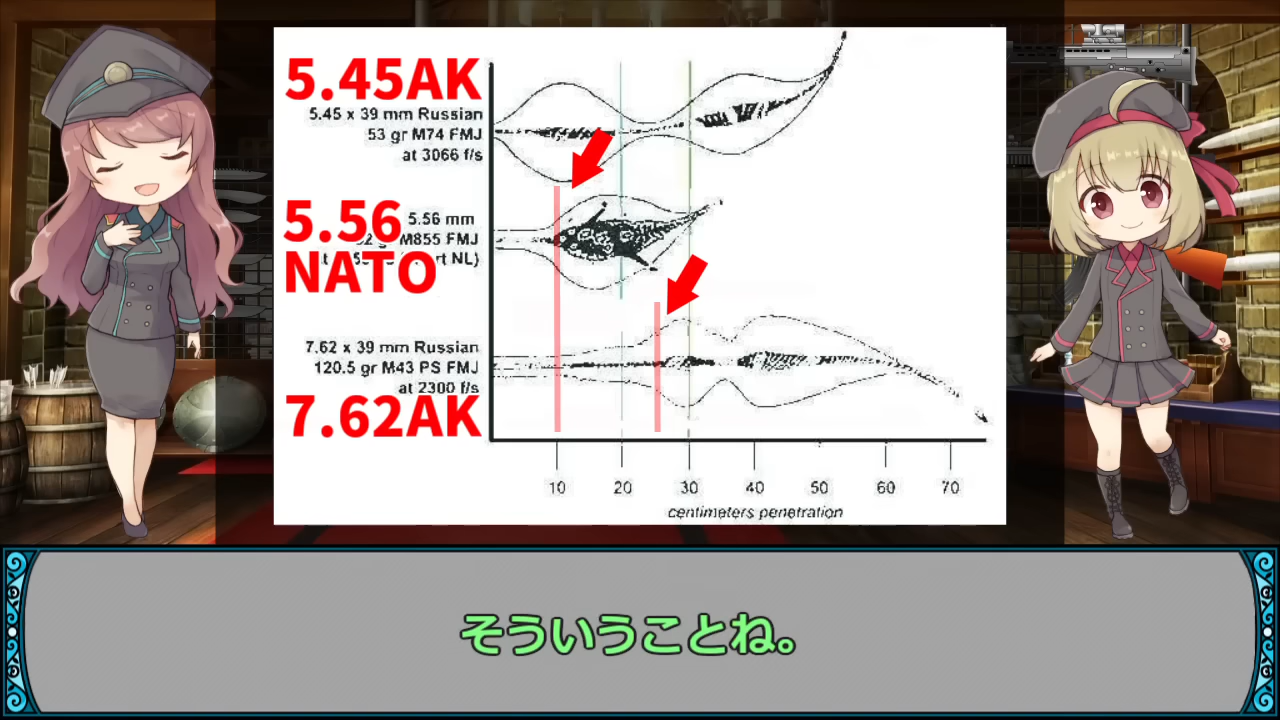 5.45AK
5.45 x 39 mm Russian
53 gr M74 FMJ
at 3066 f/s
5.56
NATO
5.56 mm
M855 FMJ
NL)
7.62 x 39 mm Russian
120.5 gr M43 PS FMJ
at 2300 f/s
7.62AK
10 20 30 40 50 60 70
centimeters penetration
そういうことね。